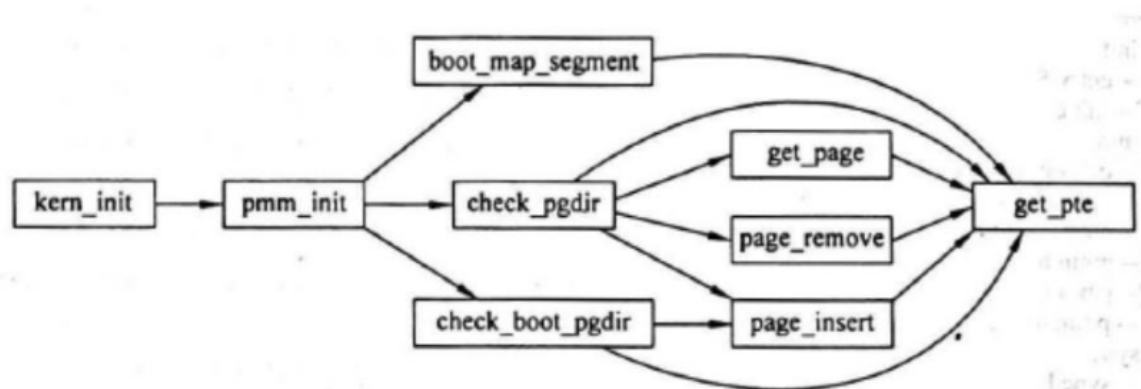 boot_map_segment
get_page
kern_init
pmm_init
check_pgdir
get_pte
page_remove
check_boot_pgdir
page_insert